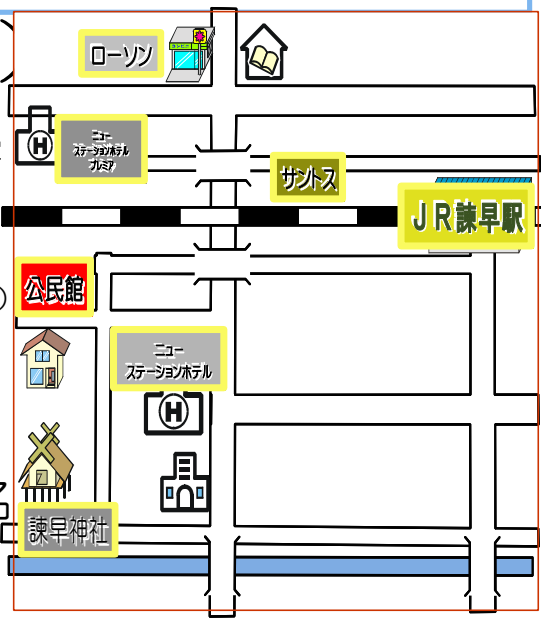 ローソン
H
ニュー
ステーションホテル
プレミア
サントス
JR諫早駅
公民館
ニュー
ステーションホテル
H
諫早神社